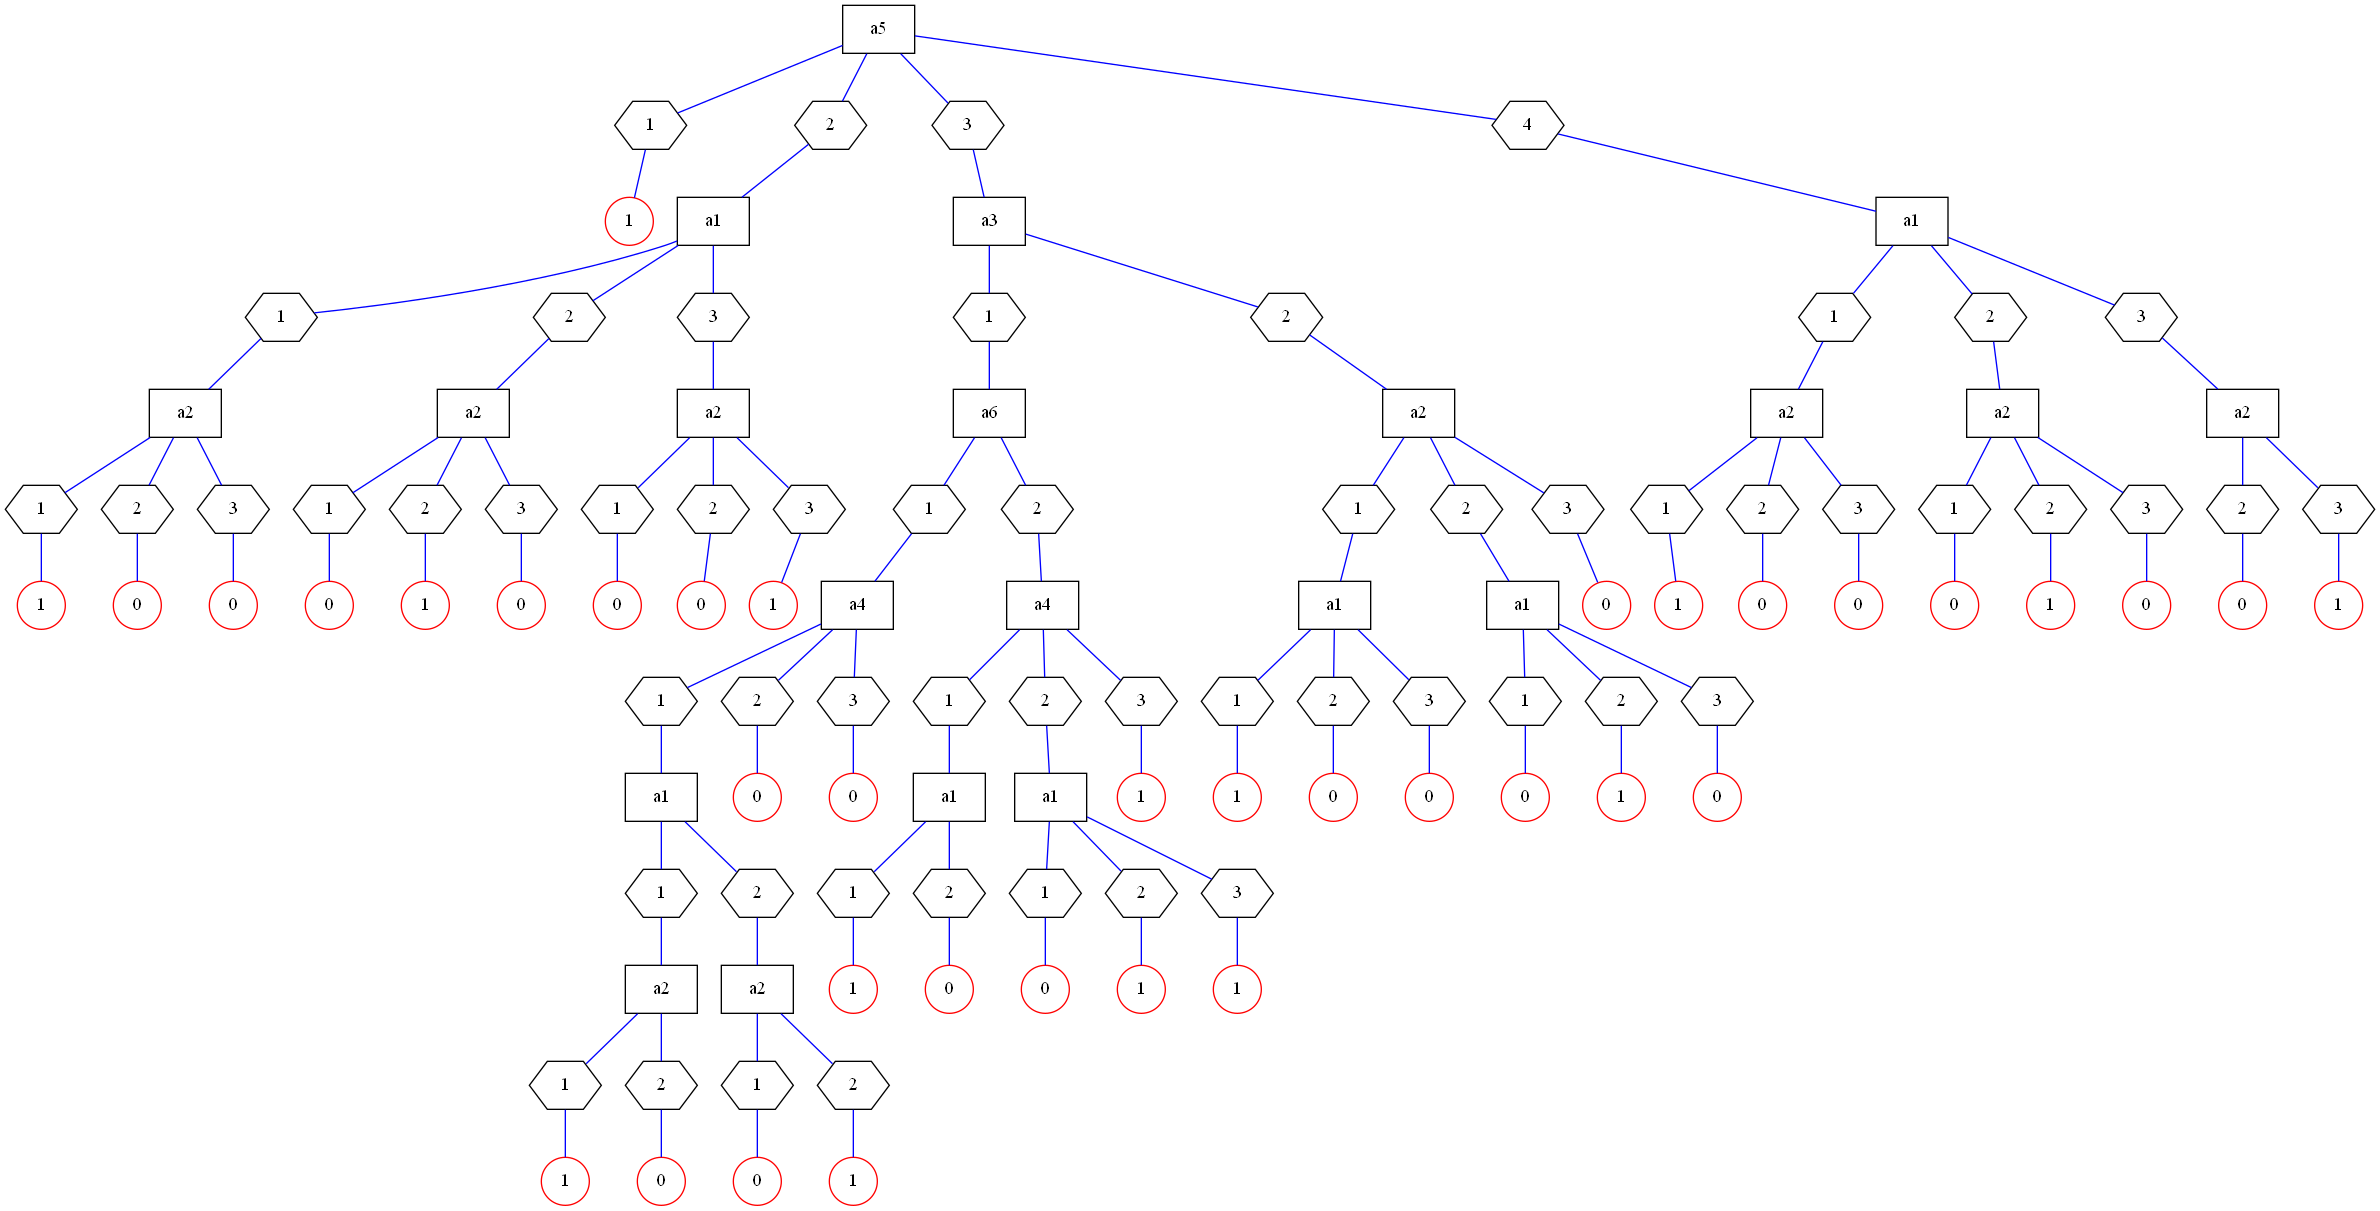 a5
1 2 3 4
1 a1 a3 a1
1 2 3 1 2 1 2 3
a2 a2 a2 a6 a2 a2 a2 a2
1 2 3 1 2 3 1 2 3 1 2 1 2 3 1 2 3 1 2 3 2 3
1 0 0 0 1 0 0 0 1 a4 a4 a1 a1 0 1 0 0 0 1 0 0 1
1 2 3 1 2 3 1 2 3 1 2 3
a1 0 0 a1 a1 1 1 0 0 0 1 0
1 2 1 2 1 2 3
a2 a2 1 0 0 1 1
1 2 1 2
1 0 0 1